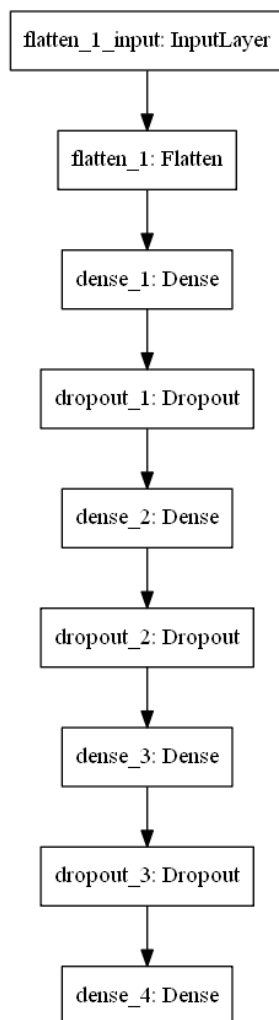 flatten_1_input: InputLayer
flatten_1: Flatten
dense_1: Dense
dropout_1: Dropout
dense_2: Dense
dropout_2: Dropout
dense_3: Dense
dropout_3: Dropout
dense_4: Dense